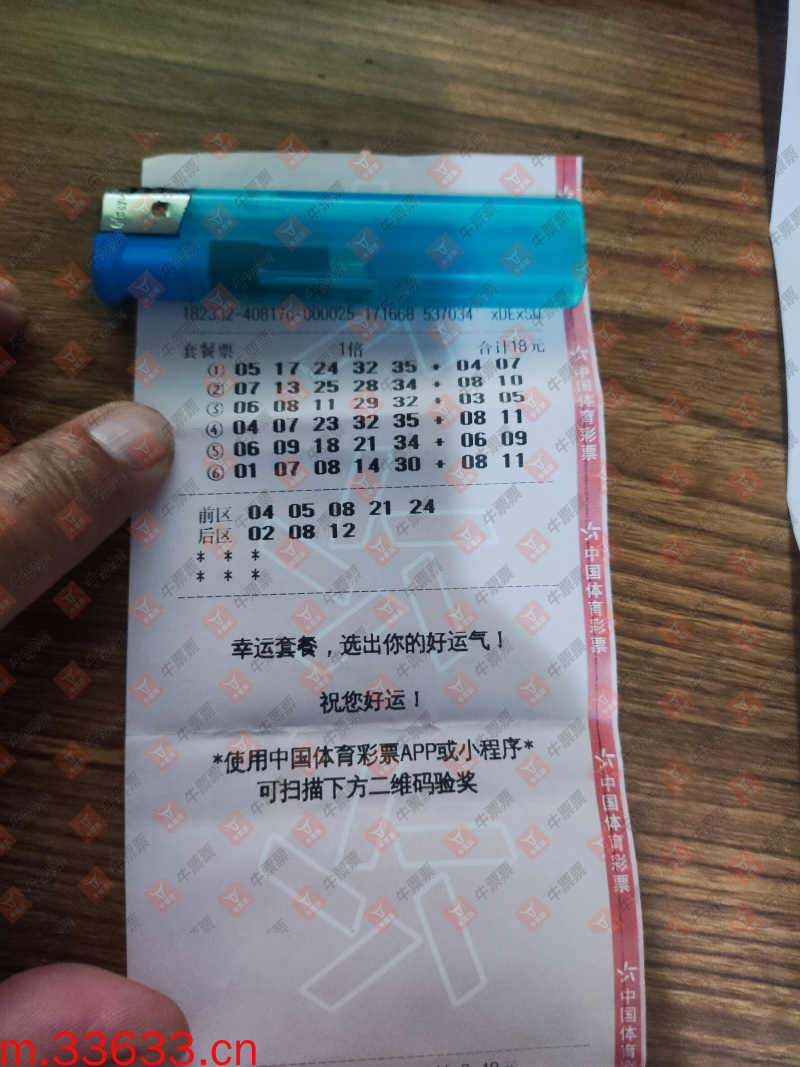 182332-408176-000025-171668 537034 xDExSQ
套餐票 1倍 合计18元
① 05 17 24 32 35 + 04 07
② 07 13 25 28 34 + 08 10
③ 06 08 11 29 32 + 03 05
④ 04 07 23 32 35 + 08 11
⑤ 06 09 18 21 34 + 06 09
⑥ 01 07 08 14 30 + 08 11
前区 04 05 08 21 24
后区 02 08 12
* * *
* * *
幸运套餐，选出你的好运气！
祝您好运！
*使用中国体育彩票APP或小程序*
可扫描下方二维码验奖
中国体育彩票
中国体育彩票
中国体育彩票
中国体育
牛票票
m.33633.cn